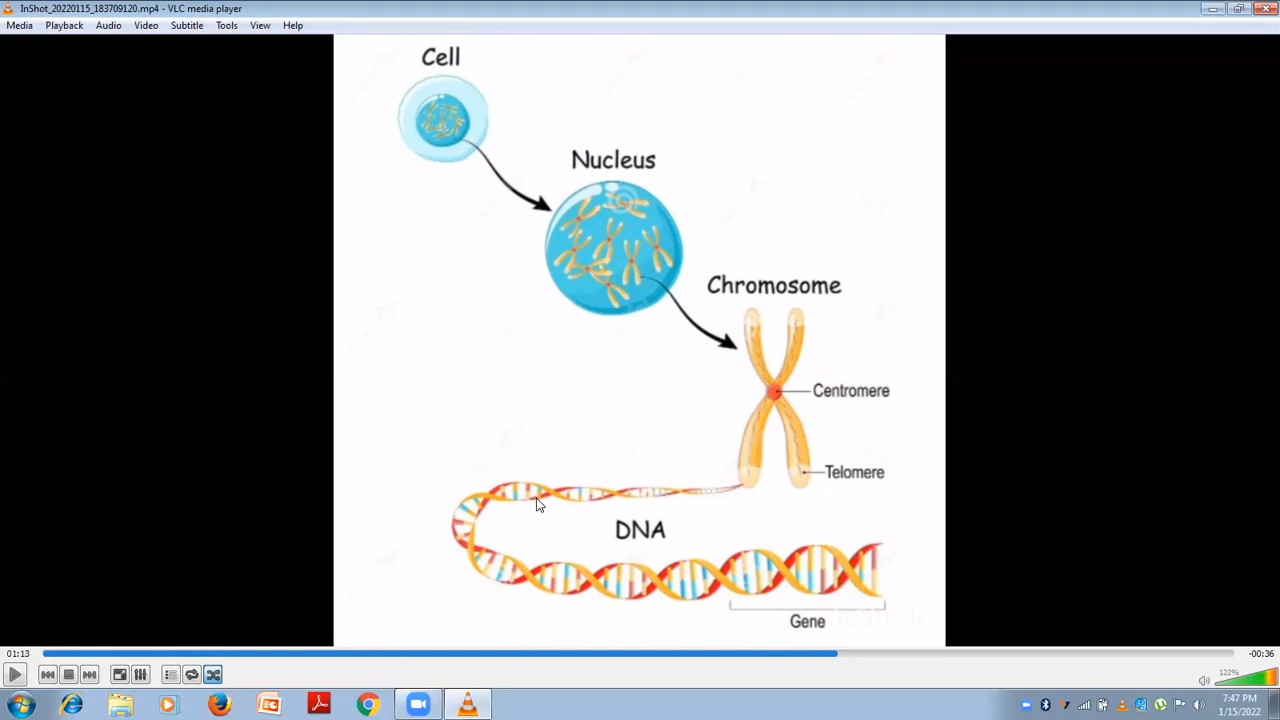 InShot_20220115_183709120.mp4 - VLC media player
Media Playback Audio Video Subtitle Tools View Help
Cell
Nucleus
Chromosome
Centromere
Telomere
DNA
Gene
01:13
-00:36
122%
7:47 PM
1/15/2022